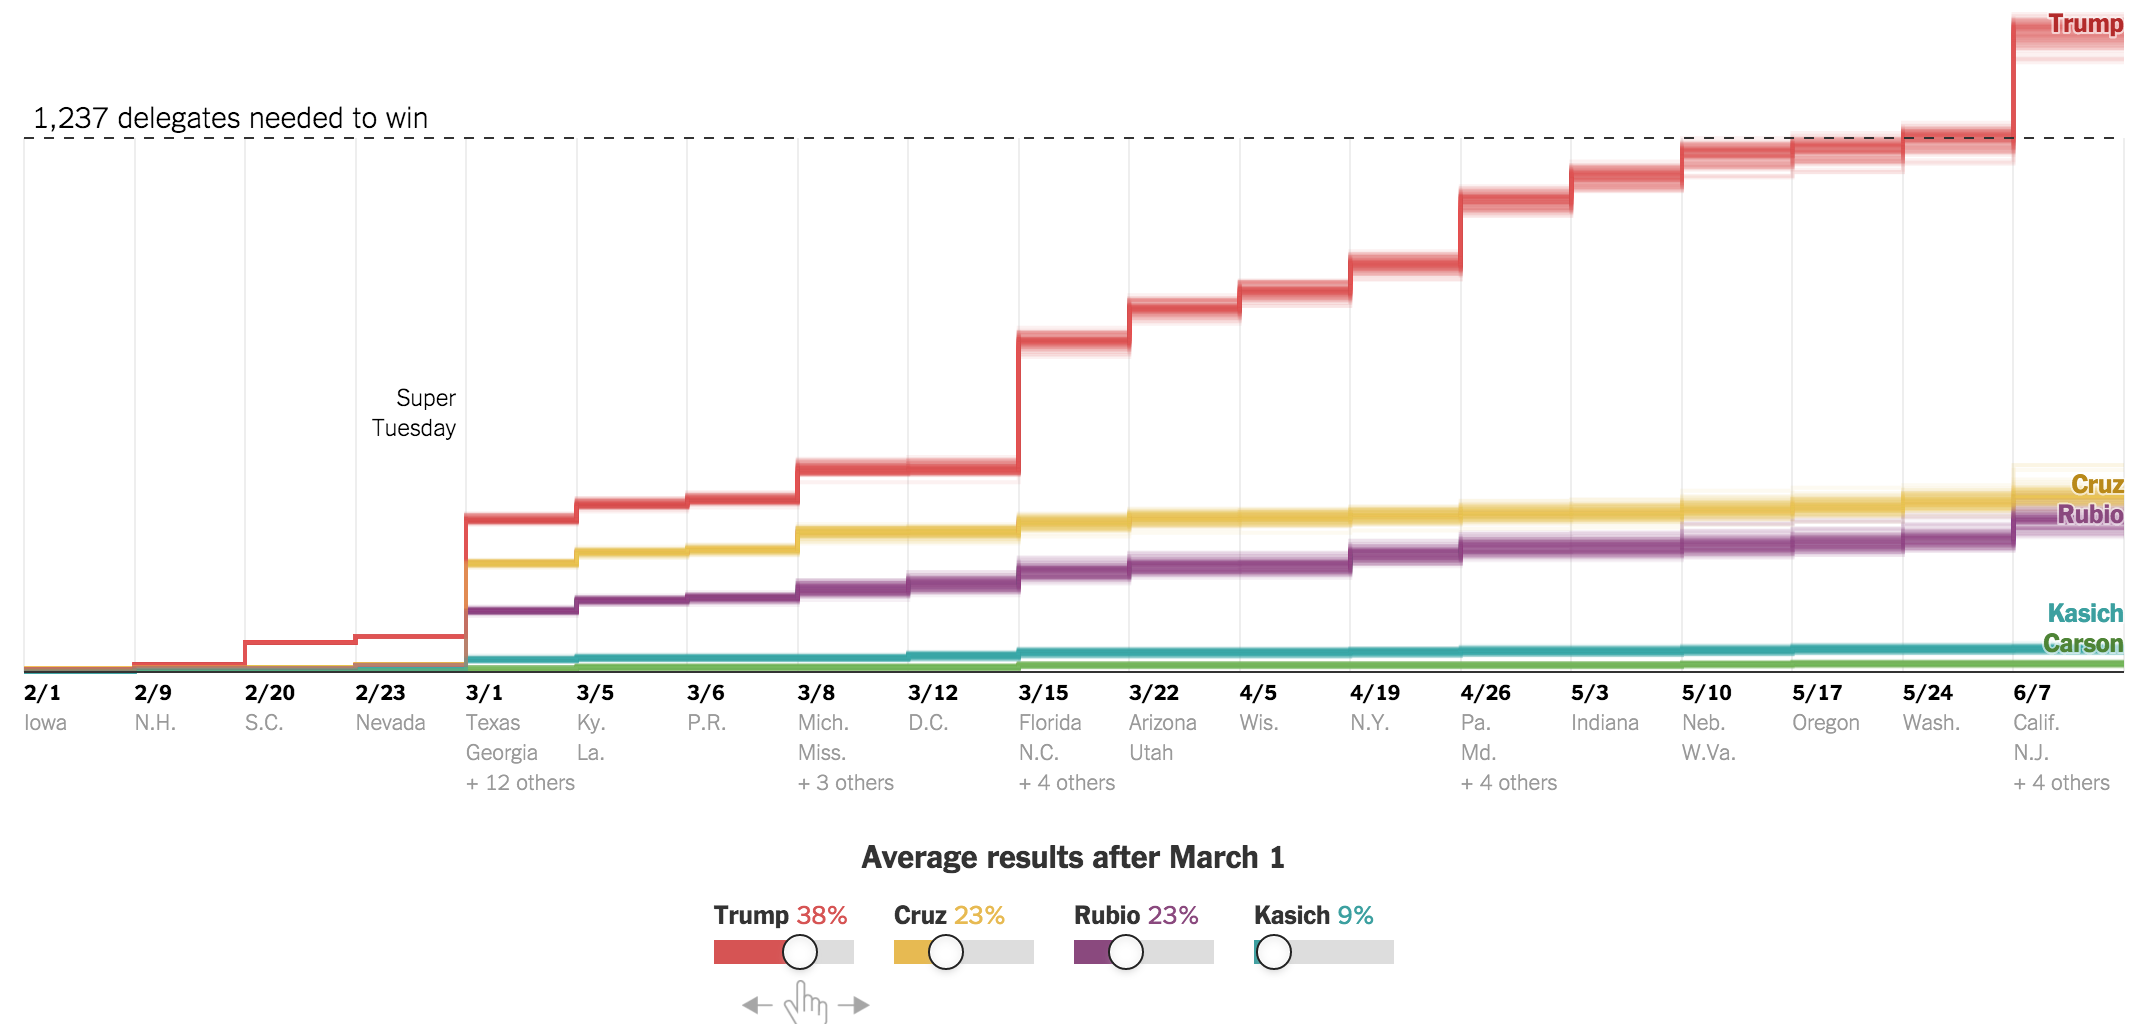 Trump
1,237 delegates needed to win
Super
Tuesday
Cruz
Rubio
Kasich
Carson
2/1 2/9 2/20 2/23 3/1 3/5 3/6 3/8 3/12 3/15 3/22 4/5 4/19 4/26 5/3 5/10 5/17 5/24 6/7
Iowa N.H. S.C. Nevada Texas Ky. P.R. Mich. D.C. Florida Arizona Wis. N.Y. Pa. Indiana Neb. Oregon Wash. Calif.
Georgia La. Miss. N.C. Utah Md. W.Va. N.J.
+ 12 others + 3 others + 4 others + 4 others + 4 others
Average results after March 1
Trump 38% Cruz 23% Rubio 23% Kasich 9%